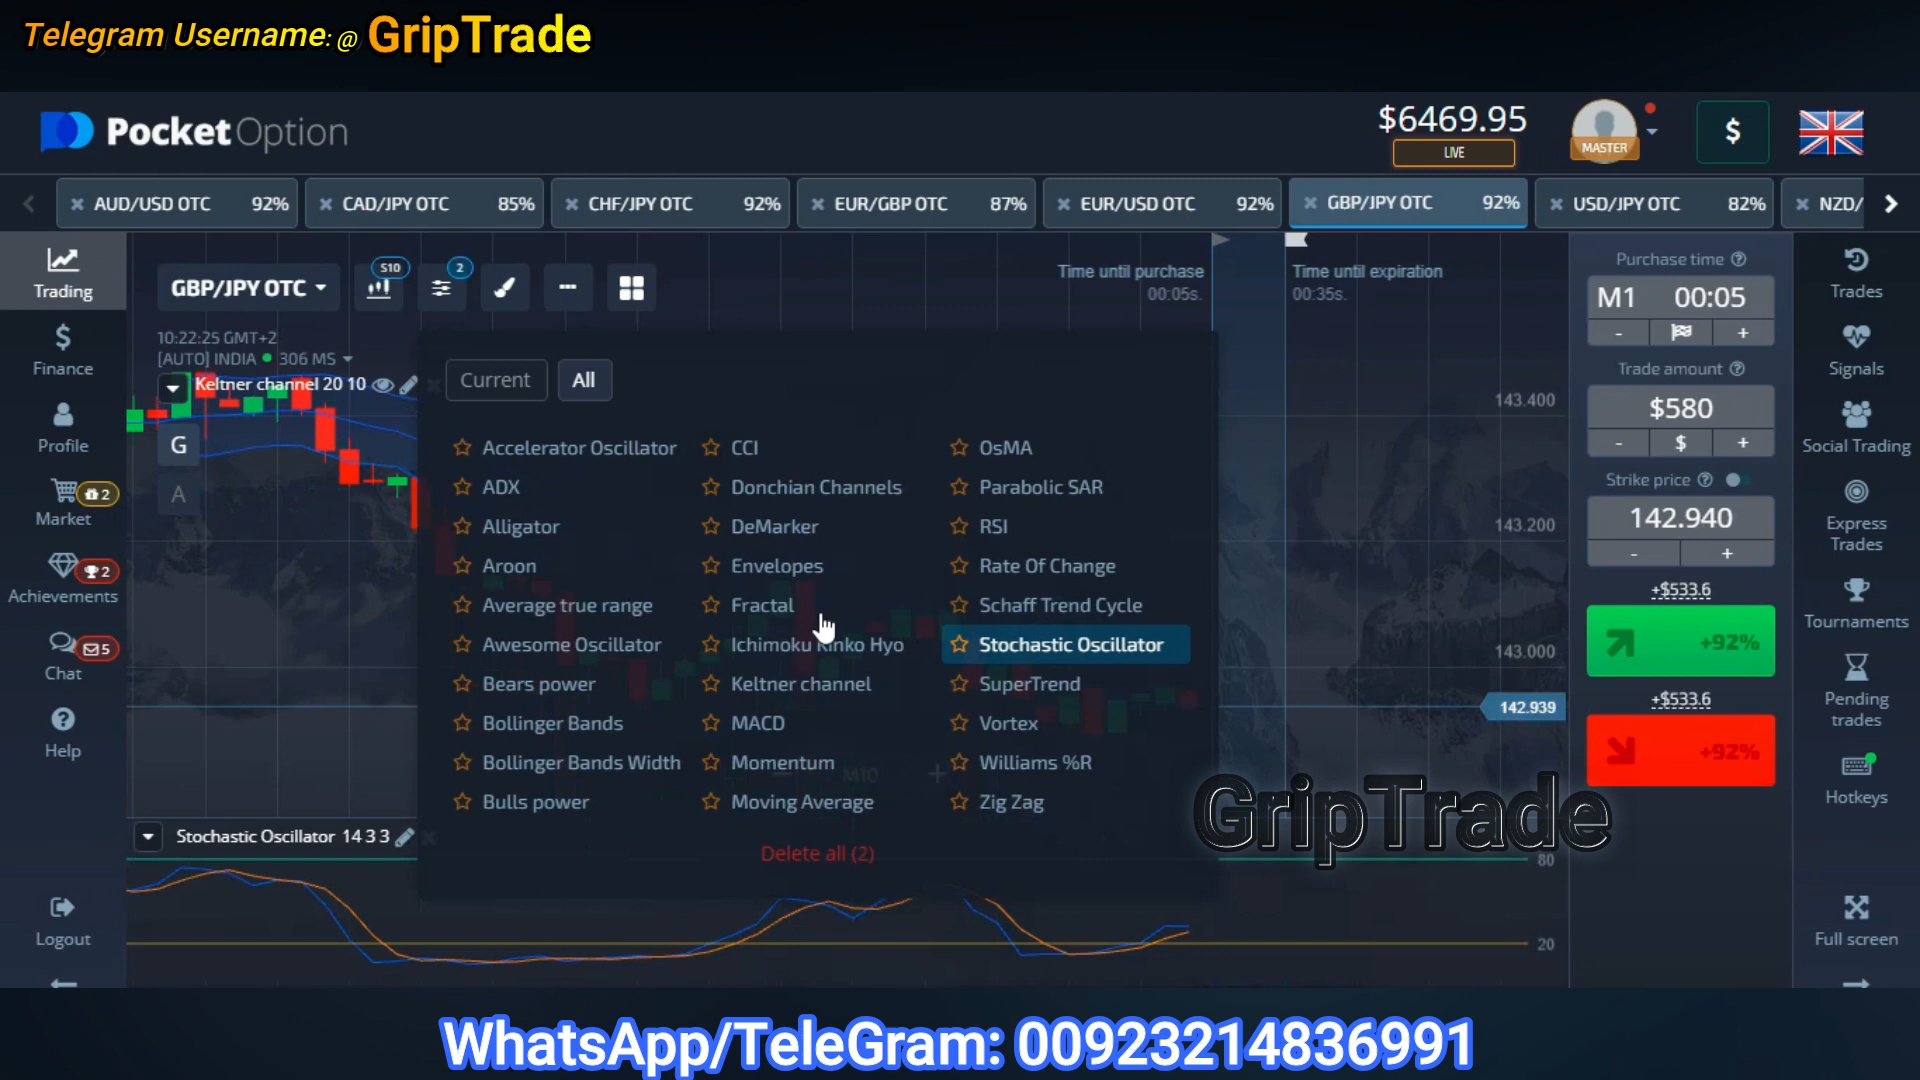 Telegram Username: @ GripTrade
PocketOption
$6469.95
LIVE
MASTER
$
AUD/USD OTC 92%
CAD/JPY OTC 85%
CHF/JPY OTC 92%
EUR/GBP OTC 87%
EUR/USD OTC 92%
GBP/JPY OTC 92%
USD/JPY OTC 82%
NZD/
Trading
Finance
Profile
Market
2
Achievements
2
Chat
5
Help
Logout
GBP/JPY OTC
S10
2
10:22:25 GMT+2
[AUTO] INDIA 306 MS
Keltner channel 20 10
G
A
Time until purchase
00:05s.
Time until expiration
00:35s.
Current
All
Accelerator Oscillator
ADX
Alligator
Aroon
Average true range
Awesome Oscillator
Bears power
Bollinger Bands
Bollinger Bands Width
Bulls power
CCI
Donchian Channels
DeMarker
Envelopes
Fractal
Ichimoku Kinko Hyo
Keltner channel
MACD
Momentum
Moving Average
OsMA
Parabolic SAR
RSI
Rate Of Change
Schaff Trend Cycle
Stochastic Oscillator
SuperTrend
Vortex
Williams %R
Zig Zag
M10
Delete all (2)
143.400
143.200
143.000
142.939
Stochastic Oscillator 14 3 3
80
20
Purchase time
M1 00:05
- +
Trade amount
$580
- $ +
Strike price
142.940
- +
+$533.6
+92%
+$533.6
+92%
Trades
Signals
Social Trading
Express
Trades
Tournaments
Pending
trades
Hotkeys
Full screen
GripTrade
WhatsApp/TeleGram: 00923214836991